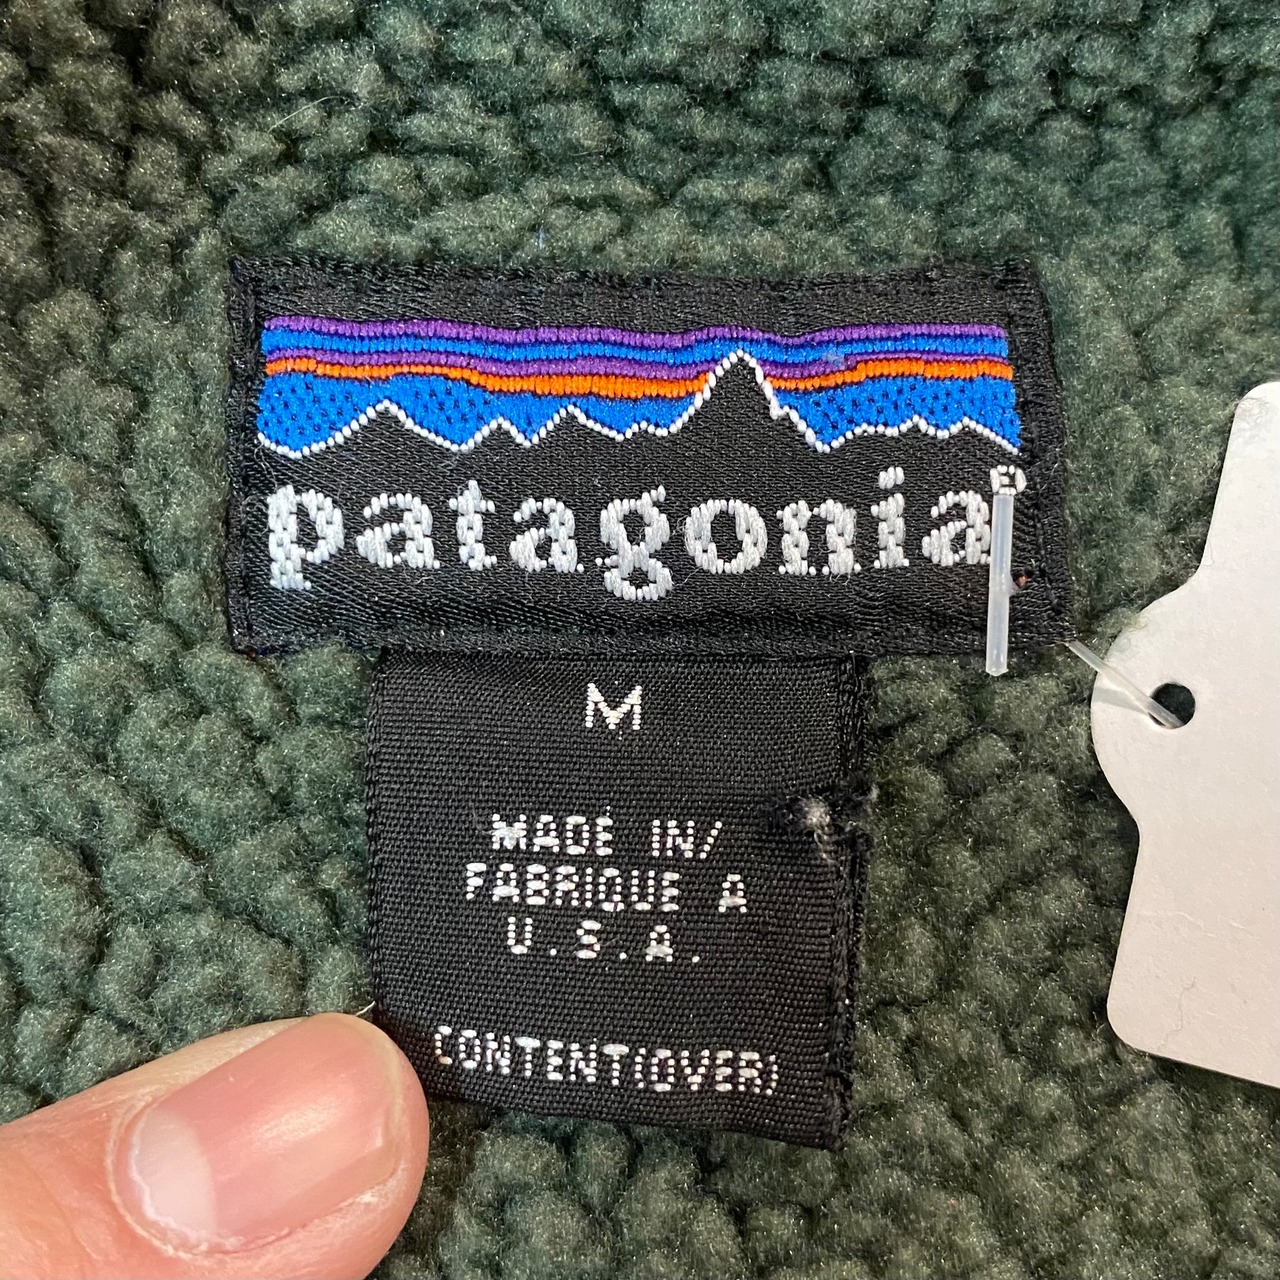 patagonia®
M
MADE IN/
FABRIQUE A
U.S.A.
CONTENT(OVER)